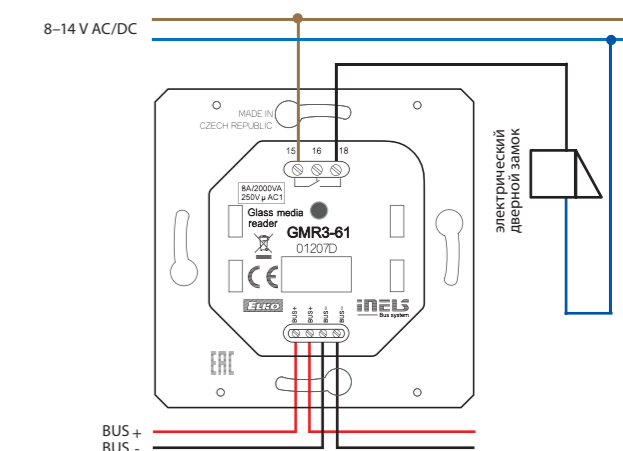 8–14 V AC/DC
MADE IN
CZECH REPUBLIC
15 16 18
8A/2000VA
250V µ AC1
Glass media
reader
GMR3-61
01207D
CE
ELKO
iNELS
Bus system
BUS+ BUS+ BUS− BUS−
EAC
электрический
дверной замок
BUS +
BUS -